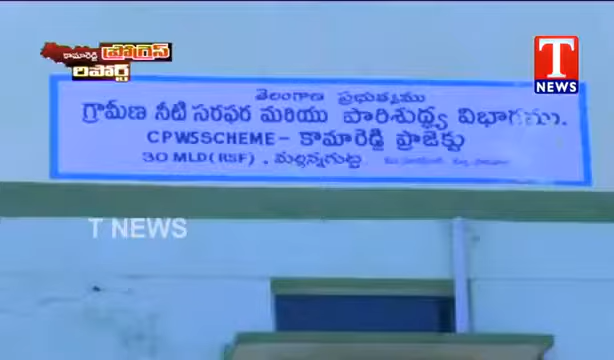 కామారెడ్డి ప్రోగ్రెస్
రిపోర్ట్
T
NEWS
తెలంగాణ ప్రభుత్వము
గ్రామీణ నీటి సరఫర మరియు పారిశుధ్య విభాగము.
CPWSSCHEME- కామారెడ్డి ప్రాజెక్టు
30 MLD(RSF), మల్లన్నగుట్ట
T NEWS